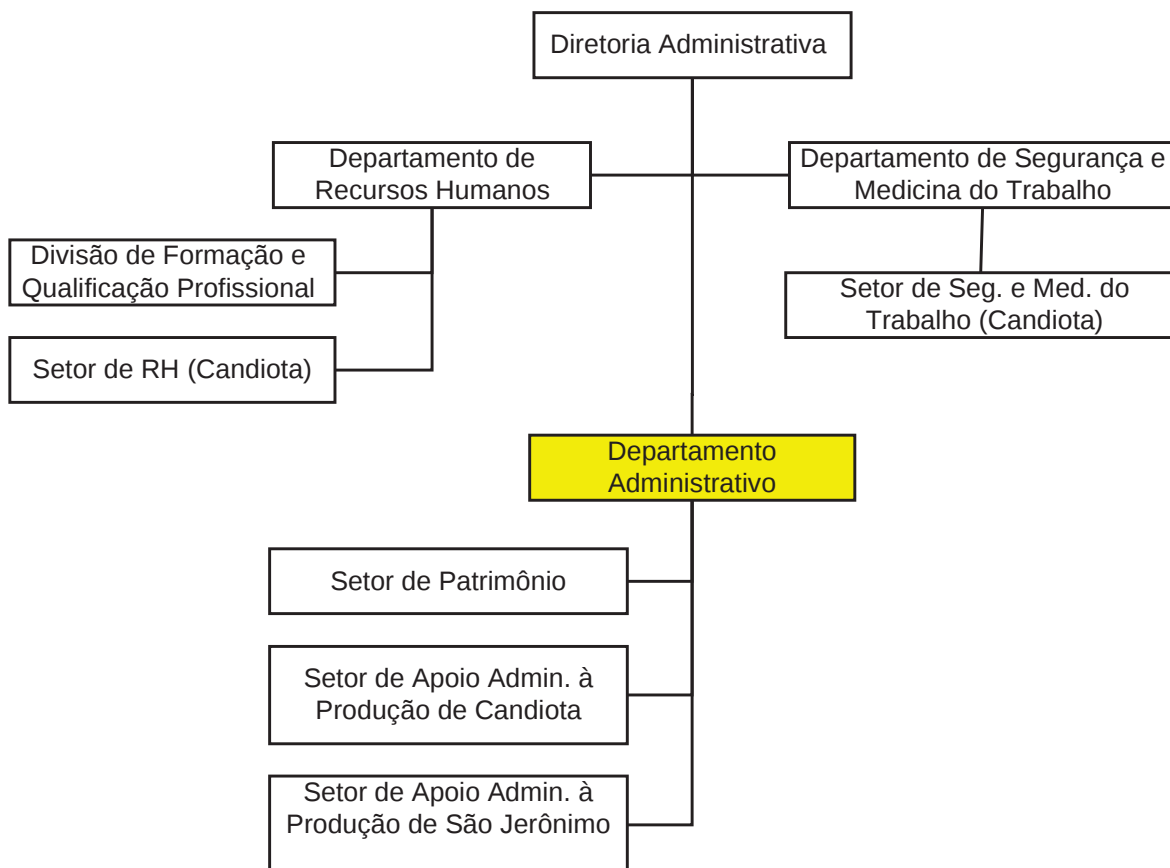 Diretoria Administrativa
Departamento de
Recursos Humanos
Departamento de Segurança e
Medicina do Trabalho
Divisão de Formação e
Qualificação Profissional
Setor de Seg. e Med. do
Trabalho (Candiota)
Setor de RH (Candiota)
Departamento
Administrativo
Setor de Patrimônio
Setor de Apoio Admin. à
Produção de Candiota
Setor de Apoio Admin. à
Produção de São Jerônimo